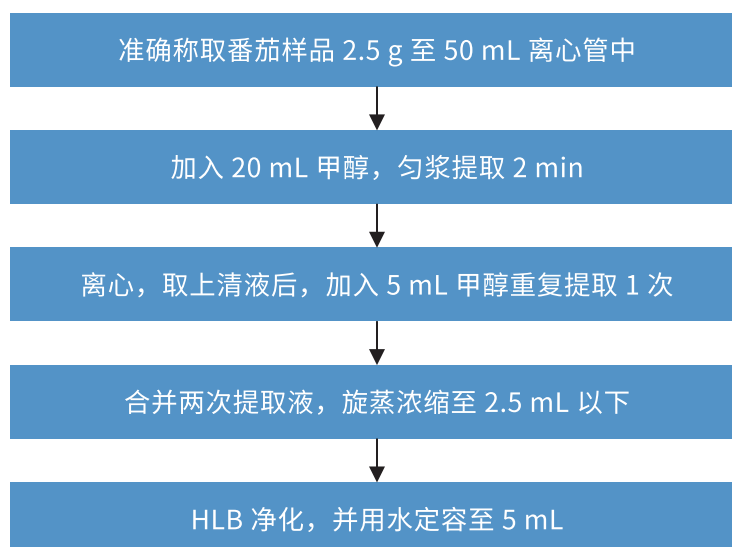 准确称取番茄样品 2.5 g 至 50 mL 离心管中
加入 20 mL 甲醇，匀浆提取 2 min
离心，取上清液后，加入 5 mL 甲醇重复提取 1 次
合并两次提取液，旋蒸浓缩至 2.5 mL 以下
HLB 净化，并用水定容至 5 mL